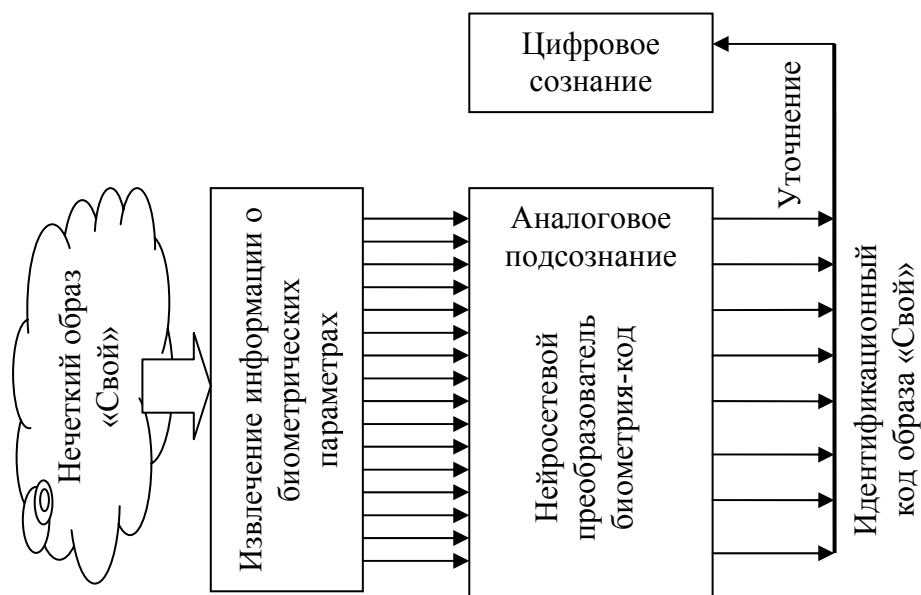 Нечеткий образ
«Свой»
Извлечение информации о
биометрических
параметрах
Аналоговое
подсознание
Нейросетевой
преобразователь
биометрия-код
Цифровое
сознание
Уточнение
Идентификационный
код образа «Свой»